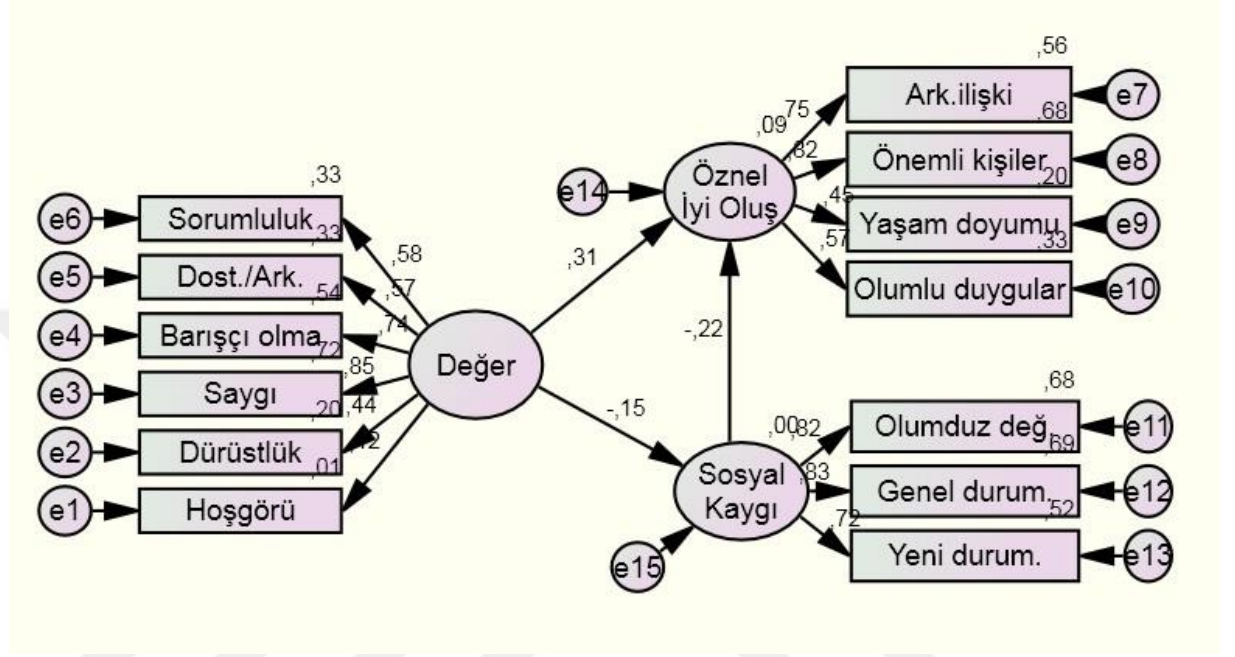 ,33
e6
Sorumluluk
,33
e5
Dost./Ark.
,54
e4
Barışçı olma
,72
e3
Saygı
,20
e2
Dürüstlük
,01
e1
Hoşgörü
,58
,57
,74
,85
,44
,12
Değer
,31
-,15
-,22
e14
,09
Öznel
İyi Oluş
,75
,82
,45
,57
,56
Ark.ilişki
e7
,68
Önemli kişiler
e8
,20
Yaşam doyumu
e9
,33
Olumlu duygular
e10
,00
Sosyal
Kaygı
e15
,82
,83
,72
,68
Olumduz değ.
e11
,69
Genel durum.
e12
,52
Yeni durum.
e13